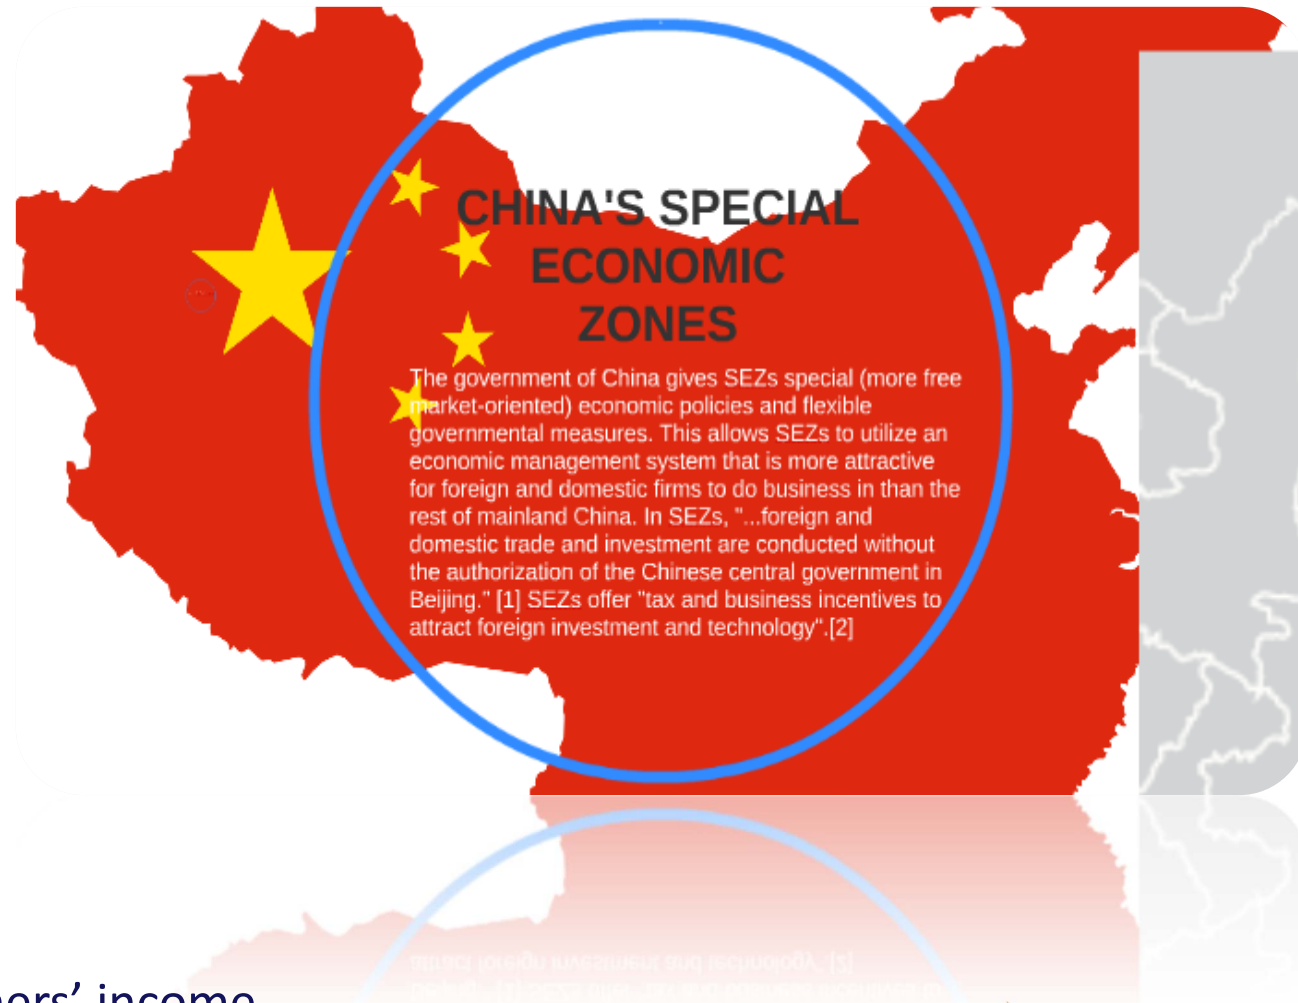 CHINA'S SPECIAL
ECONOMIC
ZONES
The government of China gives SEZs special (more free
market-oriented) economic policies and flexible
governmental measures. This allows SEZs to utilize an
economic management system that is more attractive
for foreign and domestic firms to do business in than the
rest of mainland China. In SEZs, "...foreign and
domestic trade and investment are conducted without
the authorization of the Chinese central government in
Beijing." [1] SEZs offer "tax and business incentives to
attract foreign investment and technology".[2]
income